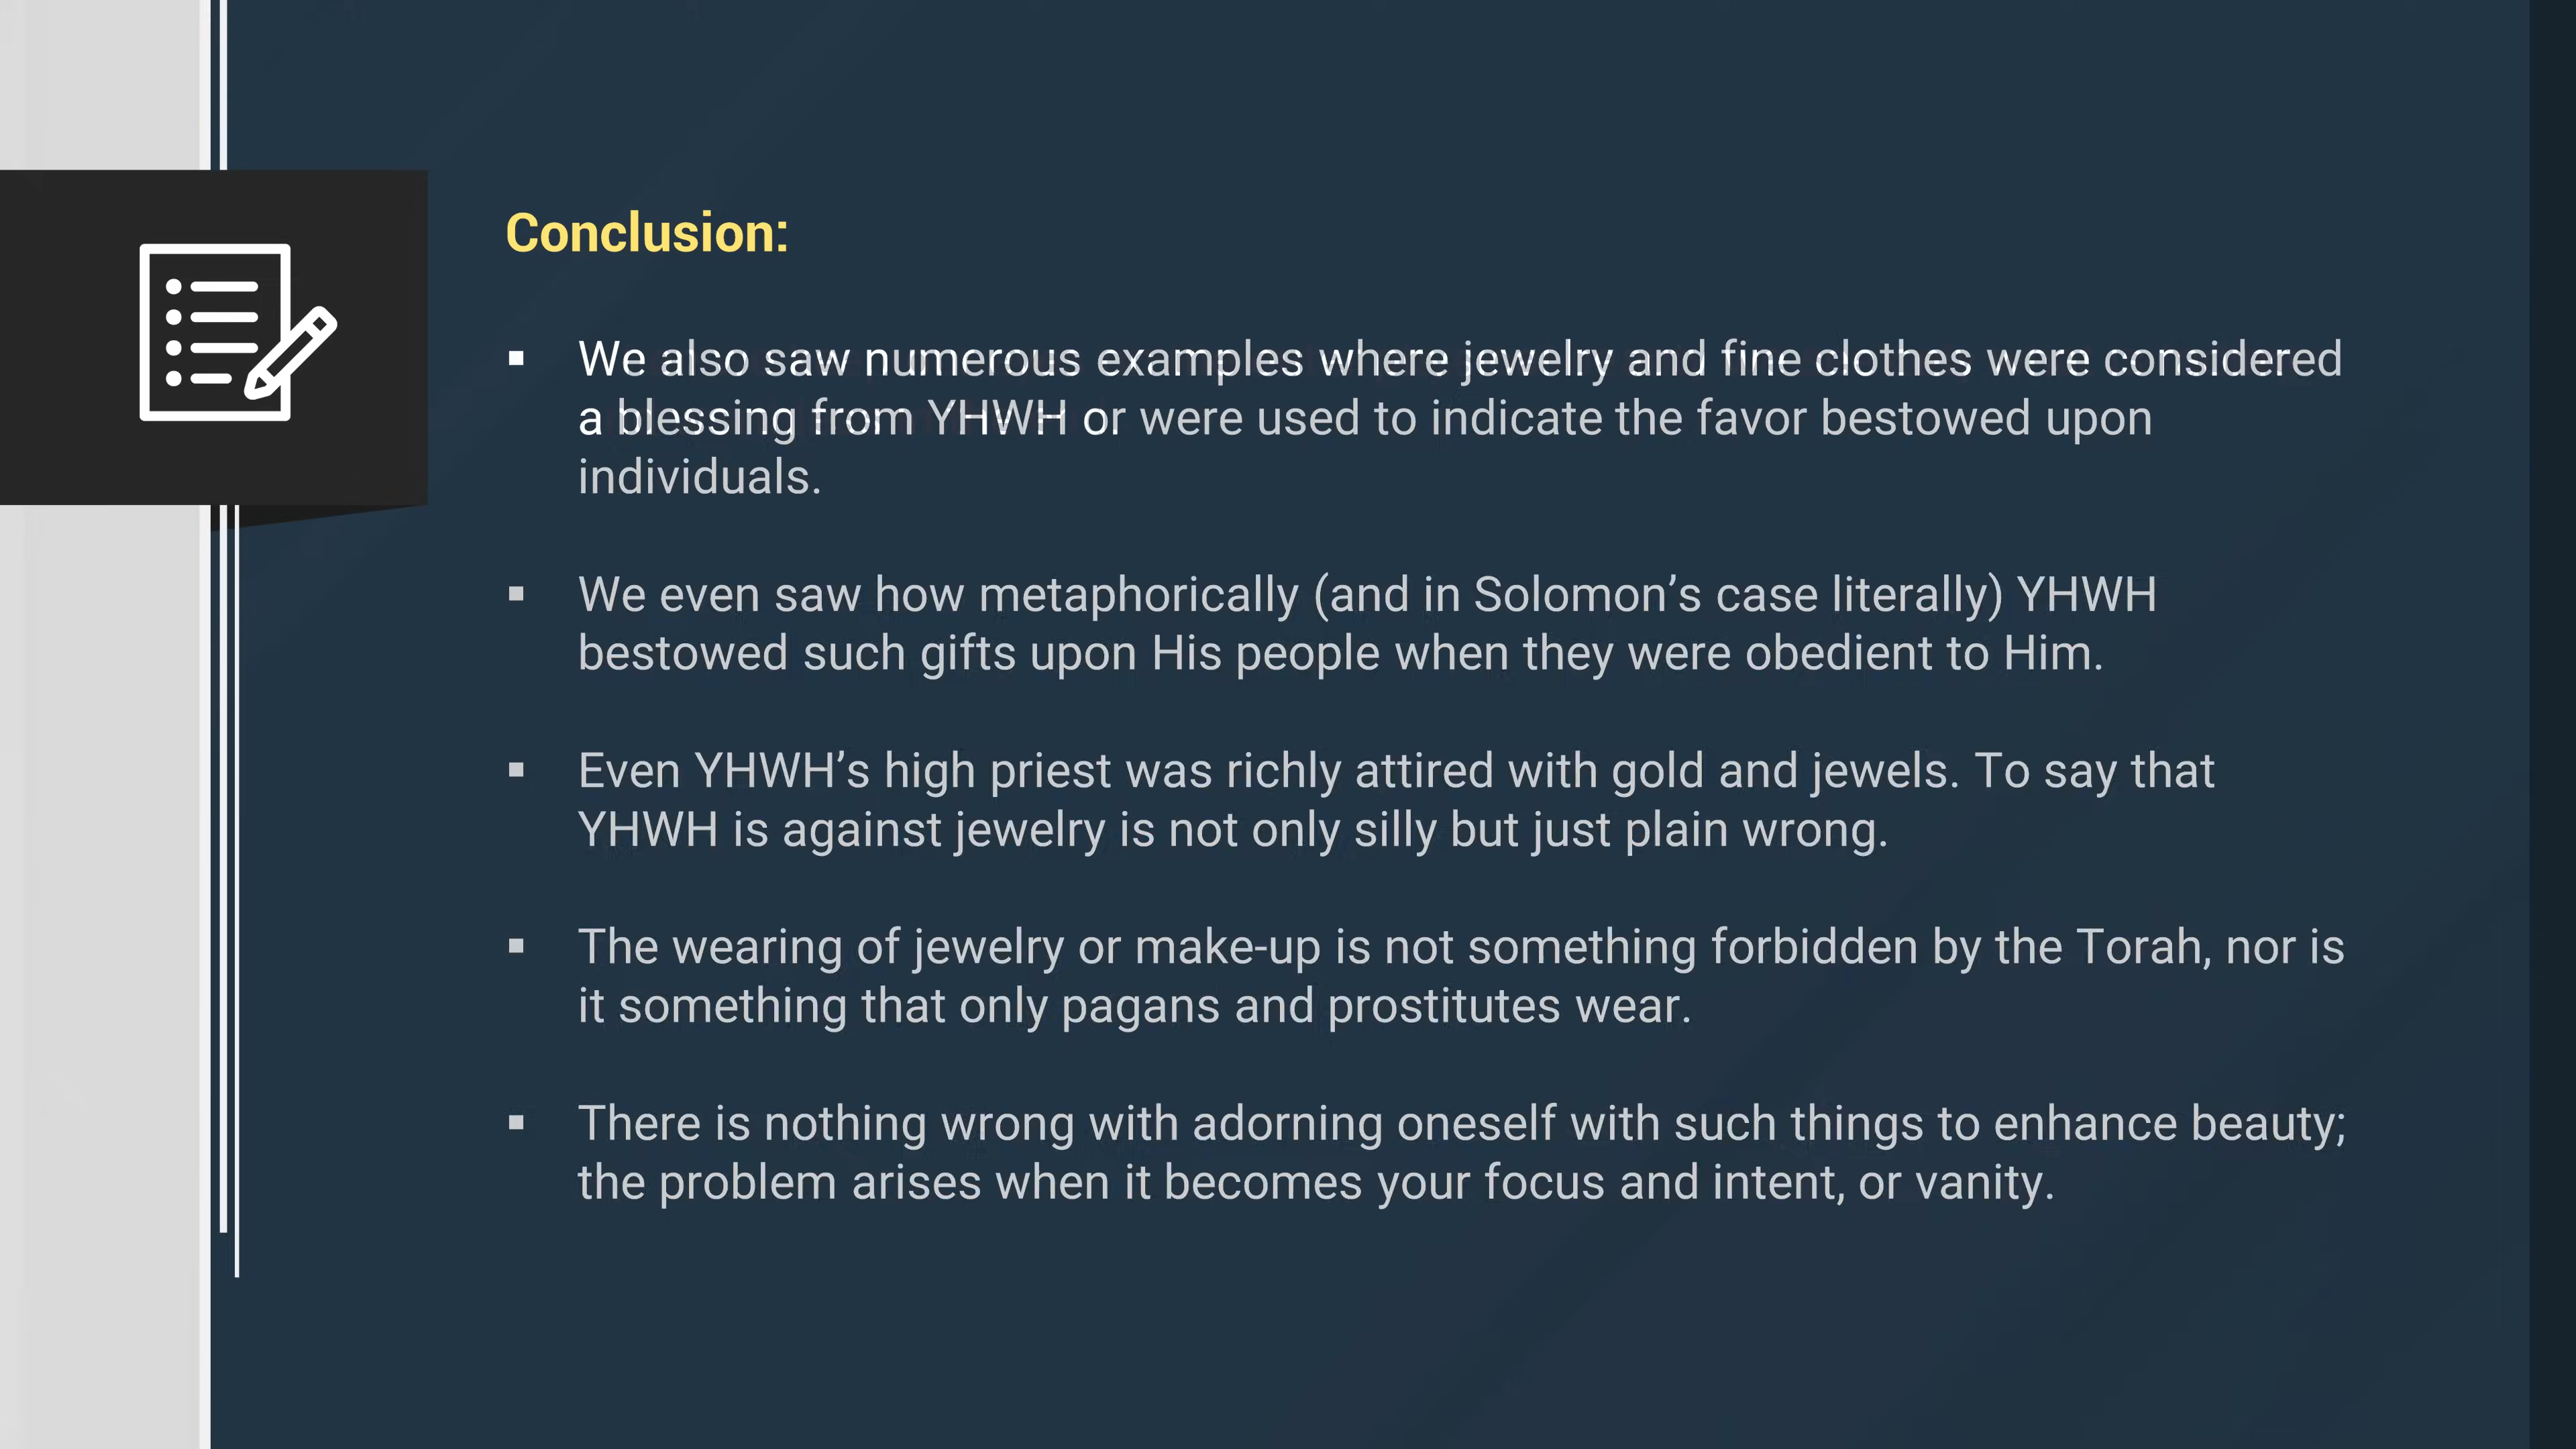 Conclusion:
▪ We also saw numerous examples where jewelry and fine clothes were considered
a blessing from YHWH or were used to indicate the favor bestowed upon
individuals.
▪ We even saw how metaphorically (and in Solomon’s case literally) YHWH
bestowed such gifts upon His people when they were obedient to Him.
▪ Even YHWH’s high priest was richly attired with gold and jewels. To say that
YHWH is against jewelry is not only silly but just plain wrong.
▪ The wearing of jewelry or make-up is not something forbidden by the Torah, nor is
it something that only pagans and prostitutes wear.
▪ There is nothing wrong with adorning oneself with such things to enhance beauty;
the problem arises when it becomes your focus and intent, or vanity.